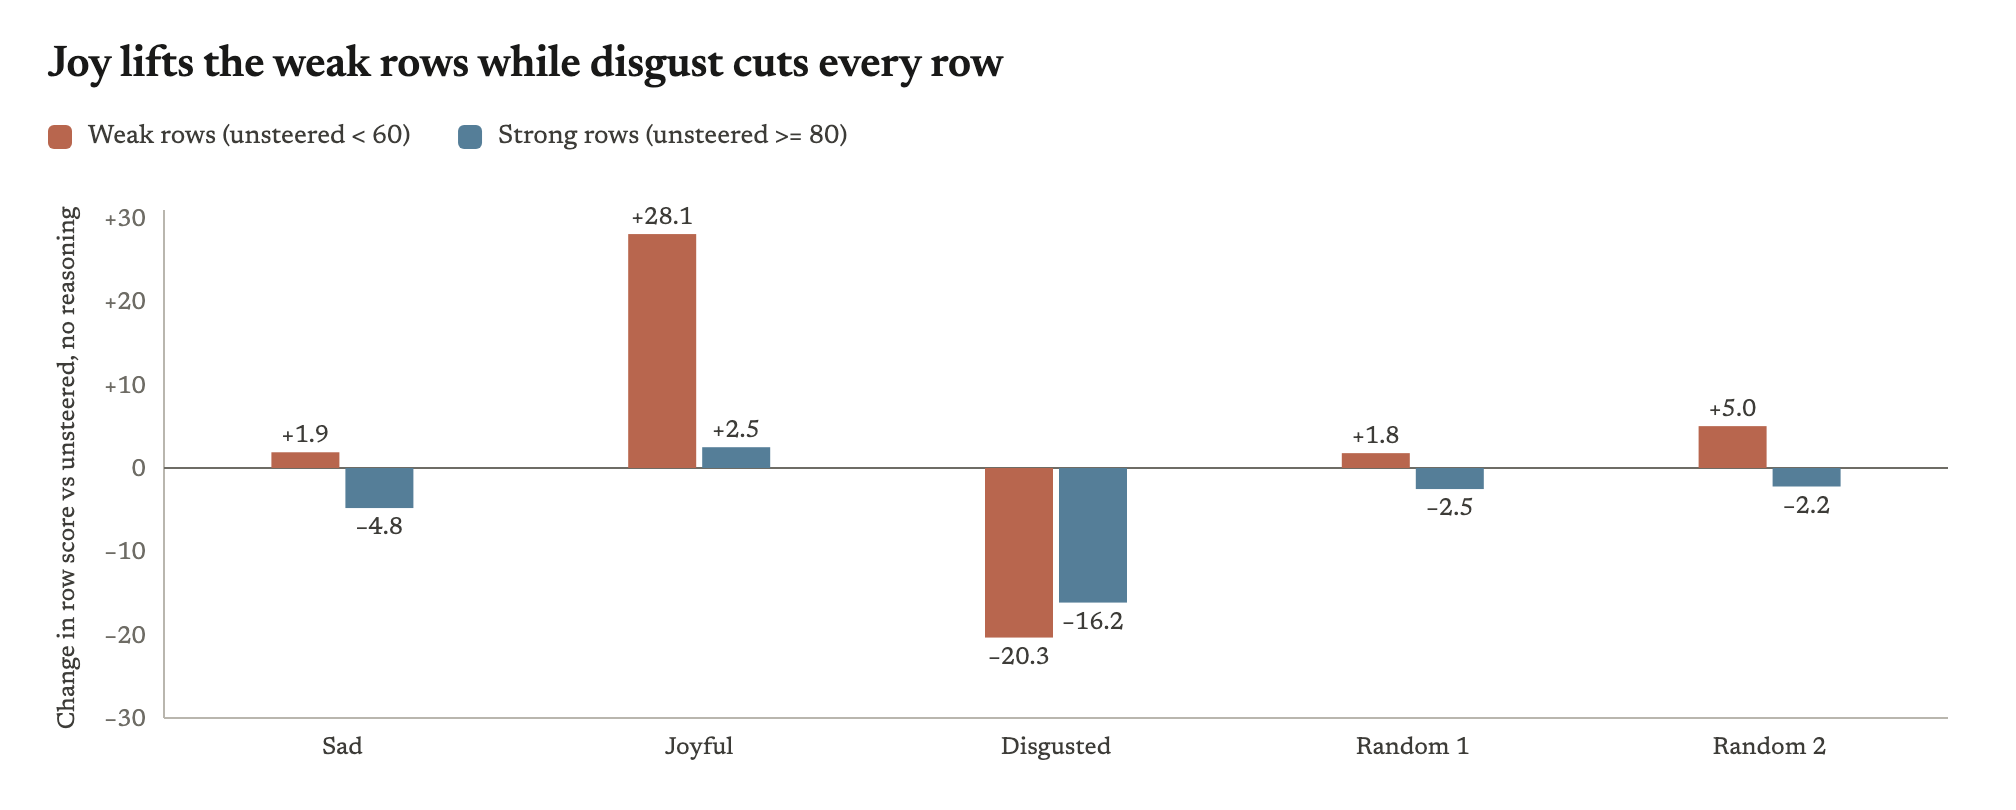 Joy lifts the weak rows while disgust cuts every row
Weak rows (unsteered < 60)
Strong rows (unsteered >= 80)
Change in row score vs unsteered, no reasoning
+30
+20
+10
0
−10
−20
−30
+1.9
−4.8
+28.1
+2.5
−20.3
−16.2
+1.8
−2.5
+5.0
−2.2
Sad
Joyful
Disgusted
Random 1
Random 2